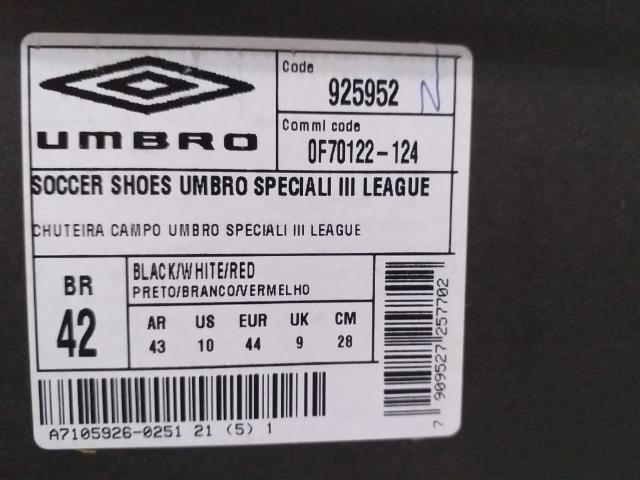 UMBRO
Code
925952
Comml code
0F70122-124
SOCCER SHOES UMBRO SPECIALI III LEAGUE
CHUTEIRA CAMPO UMBRO SPECIALI III LEAGUE
BR
42
BLACK/WHITE/RED
PRETO/BRANCO/VERMELHO
AR US EUR UK CM
43 10 44 9 28
7 909527 257702
A7105926-0251 21 (5) 1